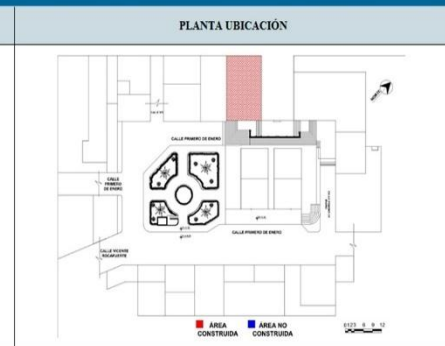 PLANTA UBICACIÓN
NORTE
CALLE PRIMERO DE ENERO
CALLE
PRIMERO
DE ENERO
CALLE PRIMERO DE ENERO
CALLE VICENTE
ROCAFUERTE
ÁREA
CONSTRUIDA
ÁREA NO
CONSTRUIDA